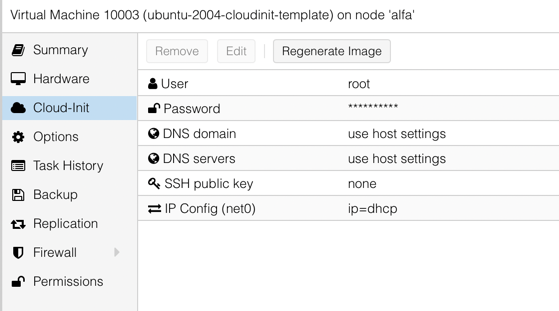 Virtual Machine 10003 (ubuntu-2004-cloudinit-template) on node 'alfa'
Summary
Hardware
Cloud-Init
Options
Task History
Backup
Replication
Firewall
Permissions
Remove Edit Regenerate Image
User root
Password **********
DNS domain use host settings
DNS servers use host settings
SSH public key none
IP Config (net0) ip=dhcp